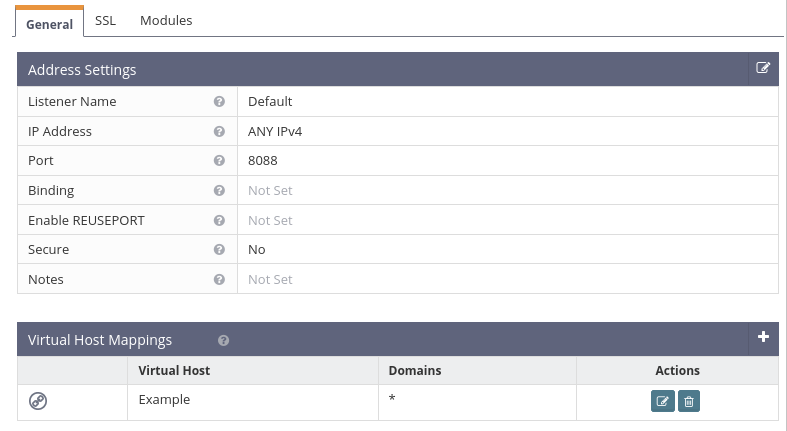 General SSL Modules
Address Settings
Listener Name Default
IP Address ANY IPv4
Port 8088
Binding Not Set
Enable REUSEPORT Not Set
Secure No
Notes Not Set
Virtual Host Mappings
Virtual Host Domains Actions
Example *